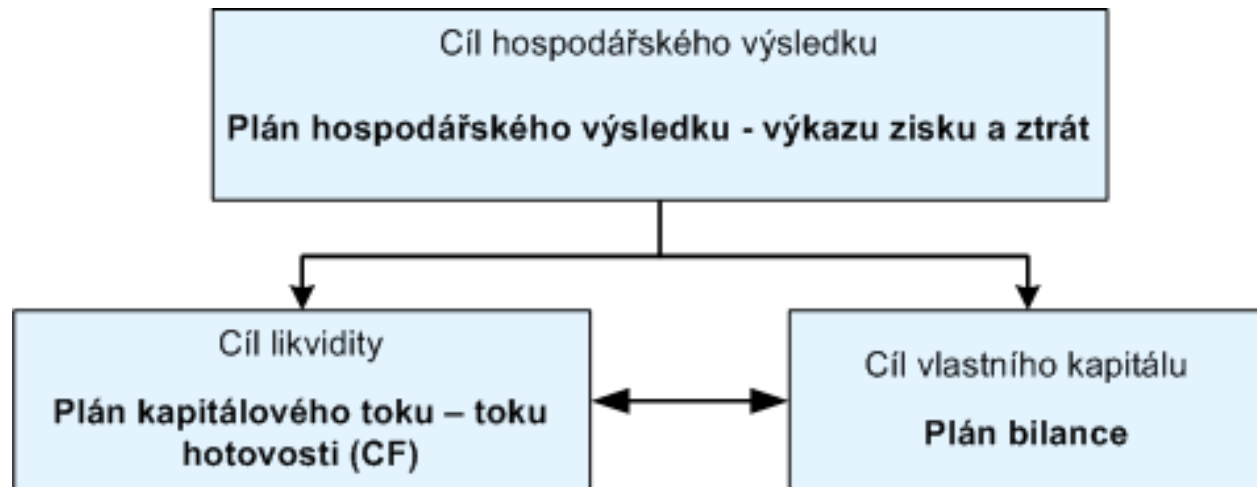 Cíl hospodářského výsledku
Plán hospodářského výsledku - výkazu zisku a ztrát
Cíl likvidity
Plán kapitálového toku – toku
hotovosti (CF)
Cíl vlastního kapitálu
Plán bilance